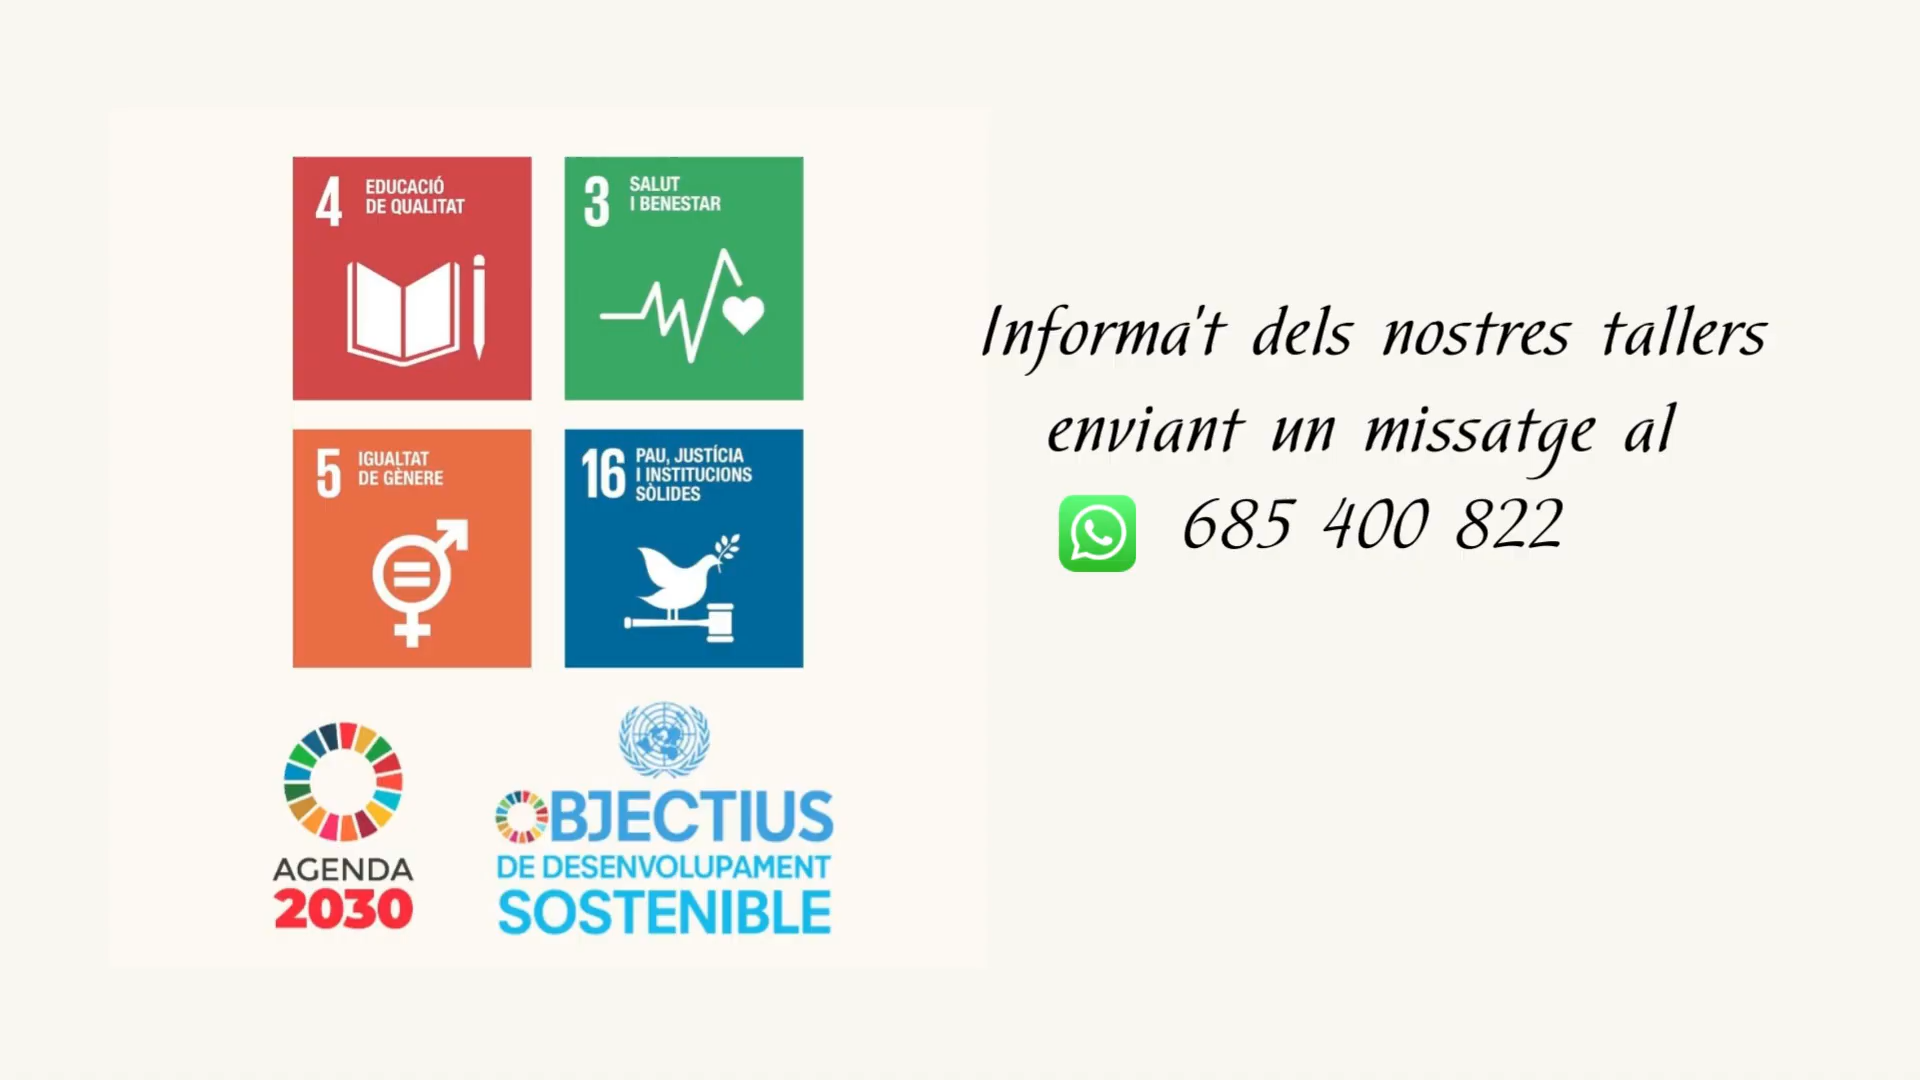 4 EDUCACIÓ
DE QUALITAT
3 SALUT
I BENESTAR
5 IGUALTAT
DE GÈNERE
16 PAU, JUSTÍCIA
I INSTITUCIONS
SÒLIDES
AGENDA
2030
OBJECTIUS
DE DESENVOLUPAMENT
SOSTENIBLE
Informa't dels nostres tallers
enviant un missatge al
685 400 822